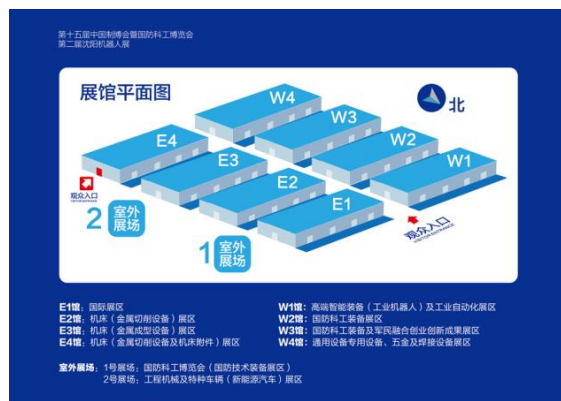 第十五届中国制博会暨国防科工博览会
第二届沈阳机器人展
展馆平面图
北
W4
W3
W2
W1
E4
E3
E2
E1
观众入口
VISITOR ENTRANCE
2 室外展场
1 室外展场
观众入口
VISITOR ENTRANCE
E1馆：国际展区
E2馆：机床（金属切削设备）展区
E3馆：机床（金属成型设备）展区
E4馆：机床（金属切削设备及机床附件）展区
W1馆：高端智能装备（工业机器人）及工业自动化展区
W2馆：国防科工装备展区
W3馆：国防科工装备及军民融合创业创新成果展区
W4馆：通用设备专用设备、五金及焊接设备展区
室外展场：1号展场：国防科工博览会（国防技术装备展区）
2号展场：工程机械及特种车辆（新能源汽车）展区